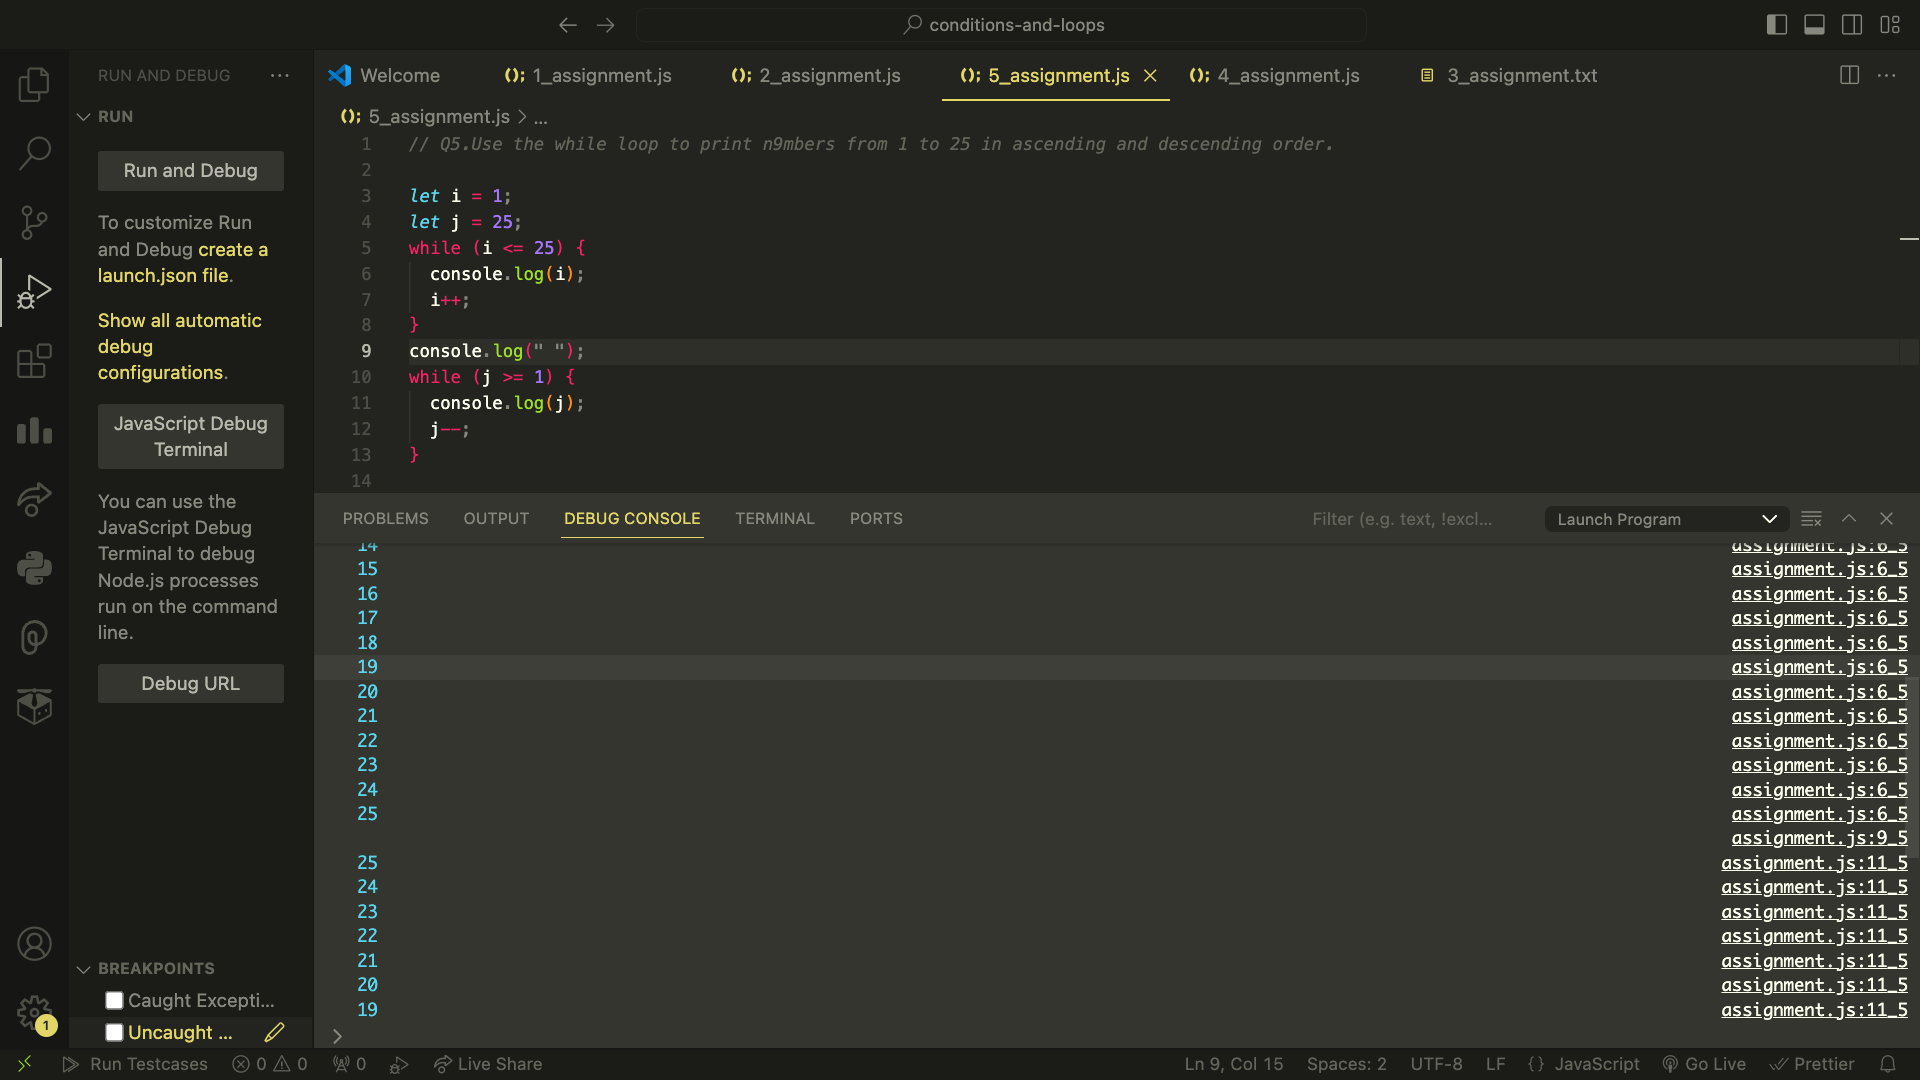 conditions-and-loops
RUN AND DEBUG
Welcome
1_assignment.js
2_assignment.js
5_assignment.js
4_assignment.js
3_assignment.txt
RUN
5_assignment.js > ...
Run and Debug
To customize Run
and Debug create a
launch.json file.
Show all automatic
debug
configurations.
JavaScript Debug
Terminal
You can use the
JavaScript Debug
Terminal to debug
Node.js processes
run on the command
line.
Debug URL
BREAKPOINTS
Caught Excepti...
Uncaught ...
1 // Q5.Use the while loop to print n9mbers from 1 to 25 in ascending and descending order.
2
3 let i = 1;
4 let j = 25;
5 while (i <= 25) {
6 console.log(i);
7 i++;
8 }
9 console.log(" ");
10 while (j >= 1) {
11 console.log(j);
12 j--;
13 }
14
PROBLEMS OUTPUT DEBUG CONSOLE TERMINAL PORTS
Filter (e.g. text, !excl...
Launch Program
14 assignment.js:6_5
15 assignment.js:6_5
16 assignment.js:6_5
17 assignment.js:6_5
18 assignment.js:6_5
19 assignment.js:6_5
20 assignment.js:6_5
21 assignment.js:6_5
22 assignment.js:6_5
23 assignment.js:6_5
24 assignment.js:6_5
25 assignment.js:6_5
assignment.js:9_5
25 assignment.js:11_5
24 assignment.js:11_5
23 assignment.js:11_5
22 assignment.js:11_5
21 assignment.js:11_5
20 assignment.js:11_5
19 assignment.js:11_5
>
1
Run Testcases 0 0 0 Live Share
Ln 9, Col 15 Spaces: 2 UTF-8 LF {} JavaScript Go Live Prettier